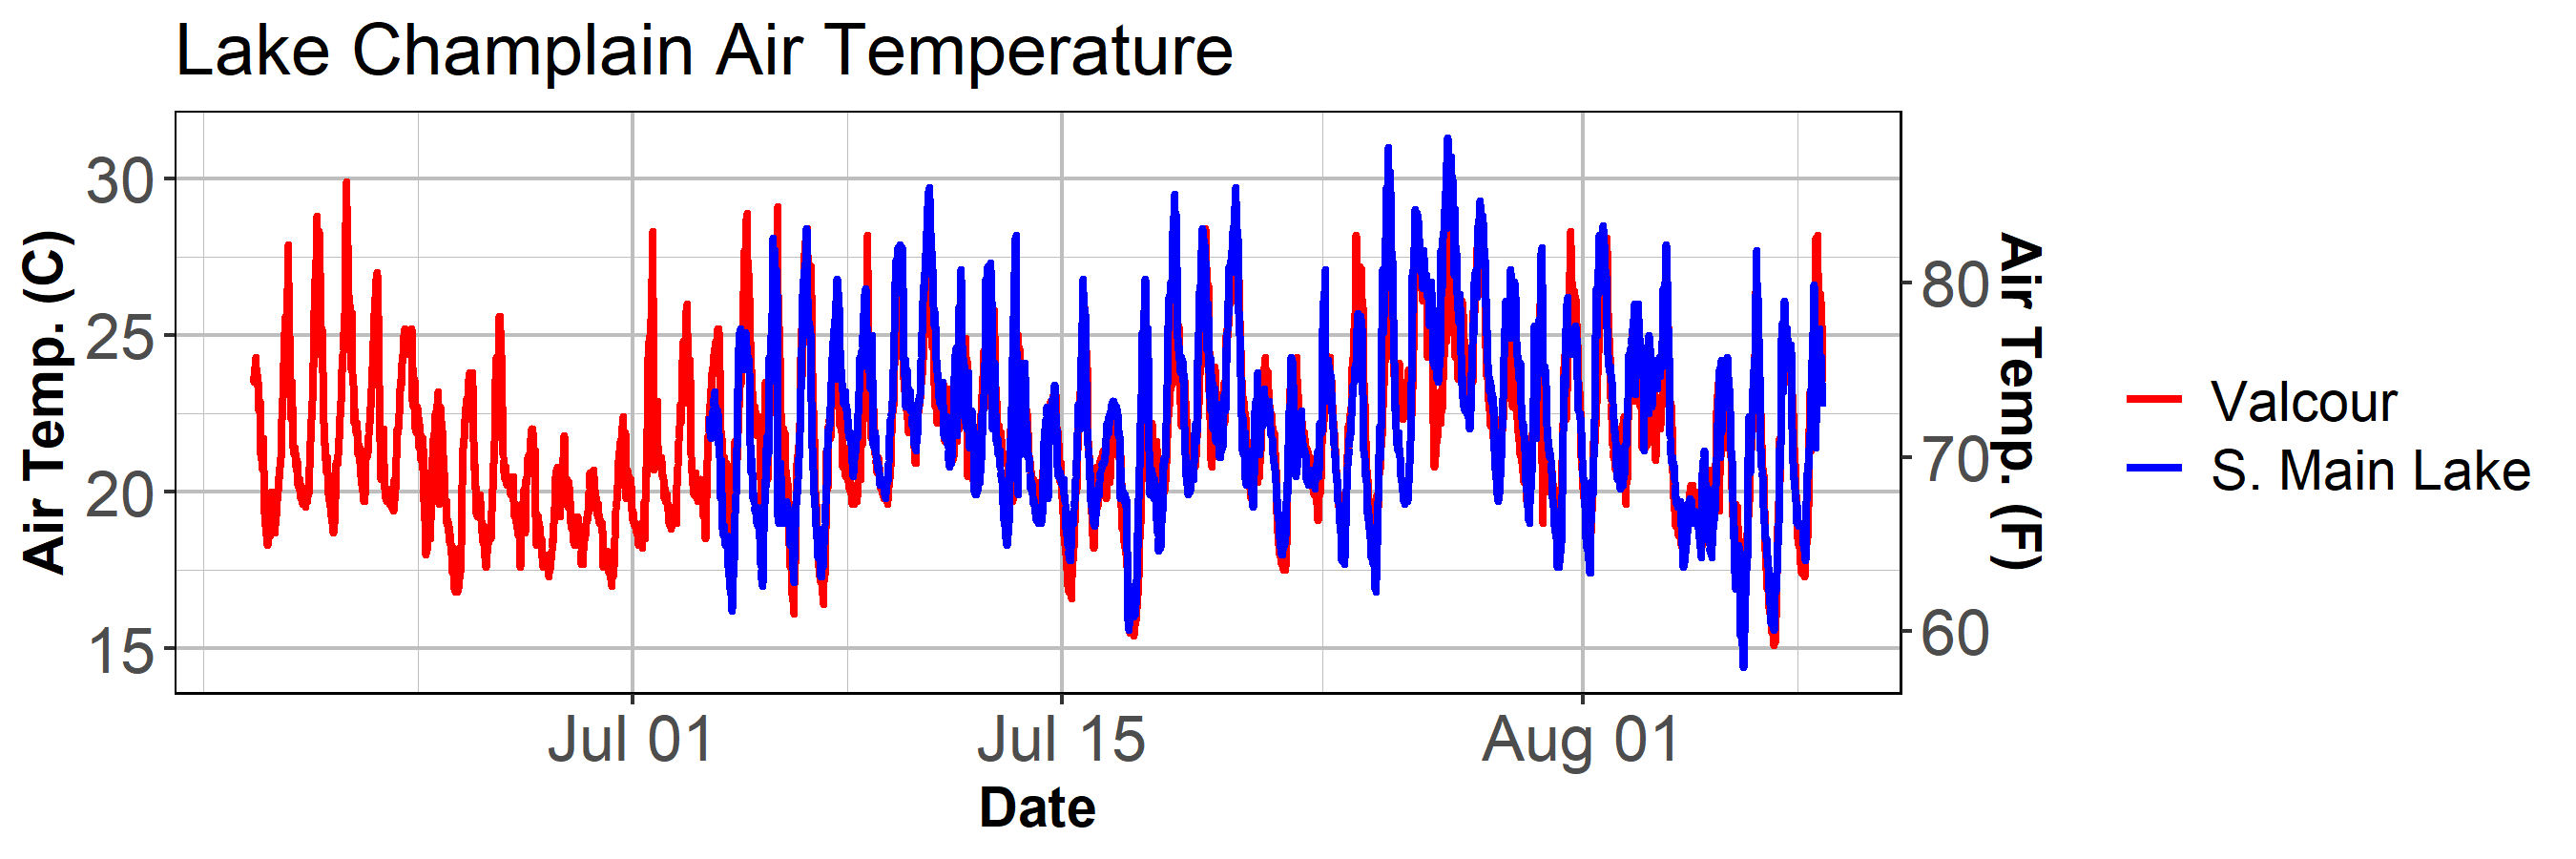 Lake Champlain Air Temperature
Air Temp. (C)
30
25
20
15
80
70
60
Air Temp. (F)
Jul 01
Jul 15
Aug 01
Date
Valcour
S. Main Lake